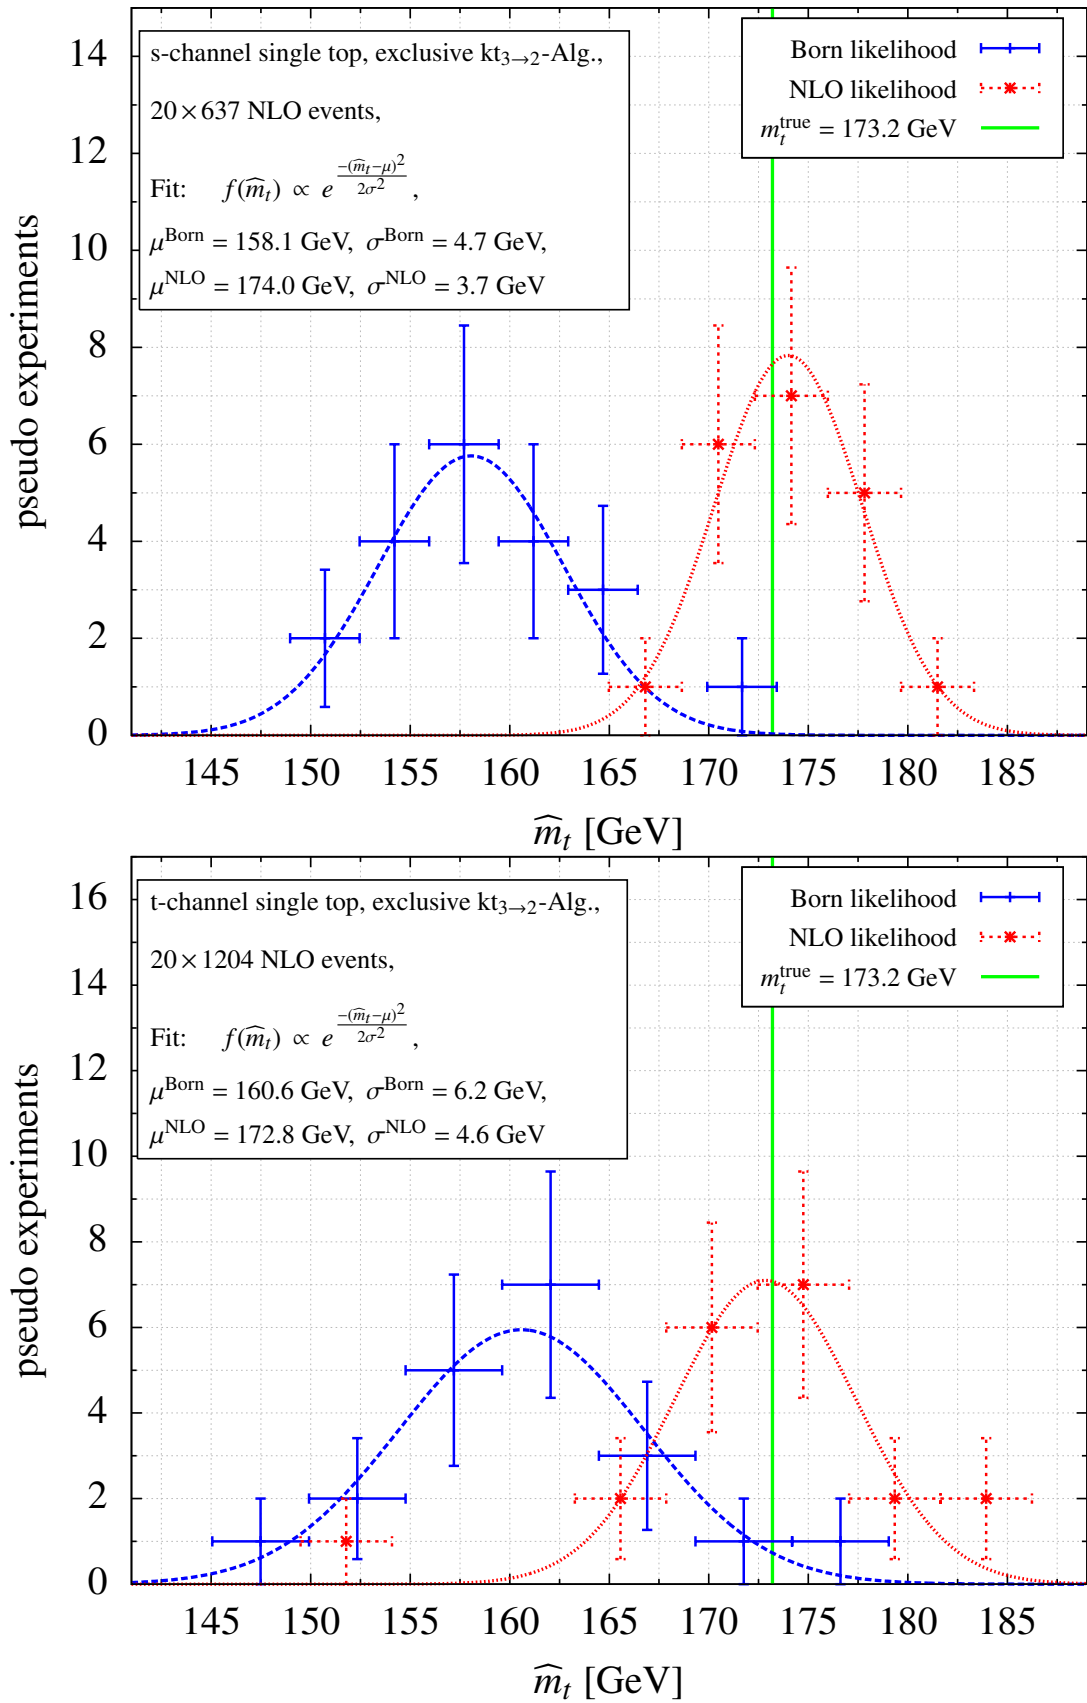 s-channel single top, exclusive kt₃→₂-Alg.,
20×637 NLO events,
Fit: f(m̂ₜ) ∝ e^(−(m̂ₜ−μ)²/2σ²),
μ^Born = 158.1 GeV, σ^Born = 4.7 GeV,
μ^NLO = 174.0 GeV, σ^NLO = 3.7 GeV
Born likelihood
NLO likelihood
mₜ^true = 173.2 GeV
pseudo experiments
14
12
10
8
6
4
2
0
145 150 155 160 165 170 175 180 185
m̂ₜ [GeV]
t-channel single top, exclusive kt₃→₂-Alg.,
20×1204 NLO events,
Fit: f(m̂ₜ) ∝ e^(−(m̂ₜ−μ)²/2σ²),
μ^Born = 160.6 GeV, σ^Born = 6.2 GeV,
μ^NLO = 172.8 GeV, σ^NLO = 4.6 GeV
Born likelihood
NLO likelihood
mₜ^true = 173.2 GeV
pseudo experiments
16
14
12
10
8
6
4
2
0
145 150 155 160 165 170 175 180 185
m̂ₜ [GeV]